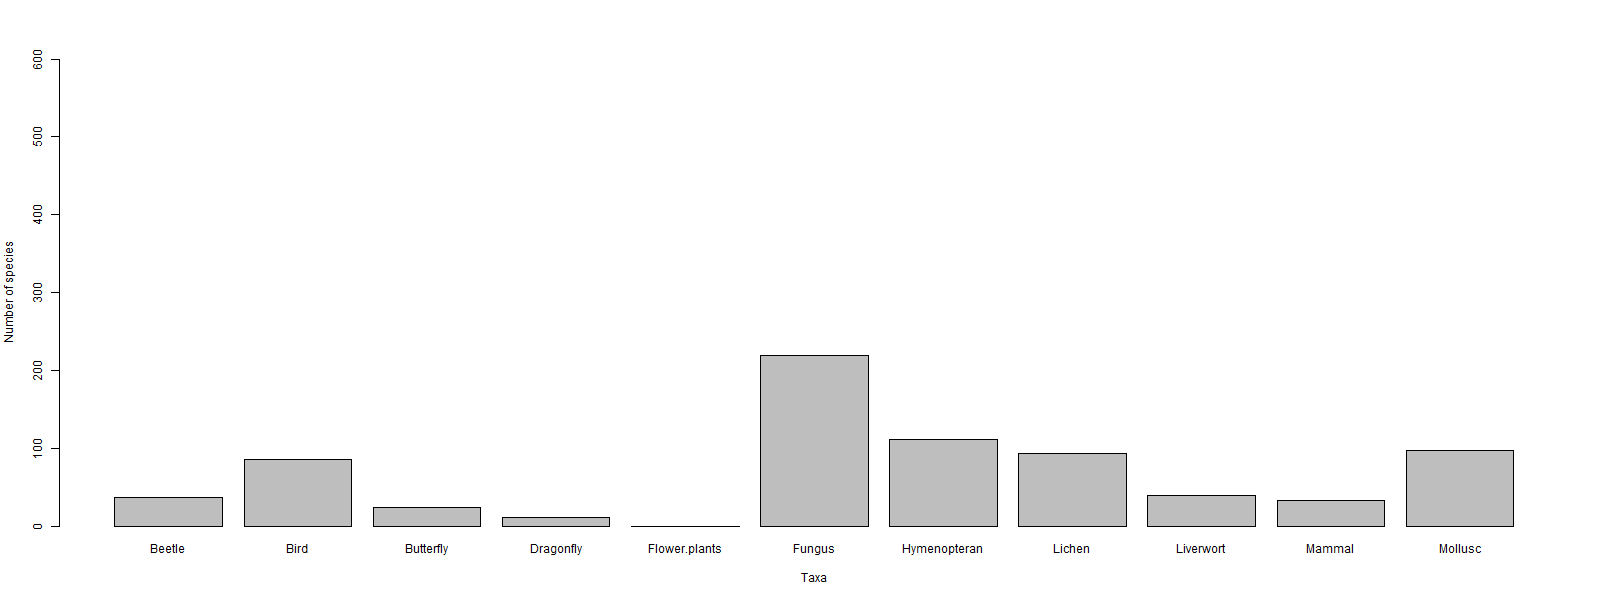 Number of species
600
500
400
300
200
100
0
Beetle Bird Butterfly Dragonfly Flower.plants Fungus Hymenopteran Lichen Liverwort Mammal Mollusc
Taxa